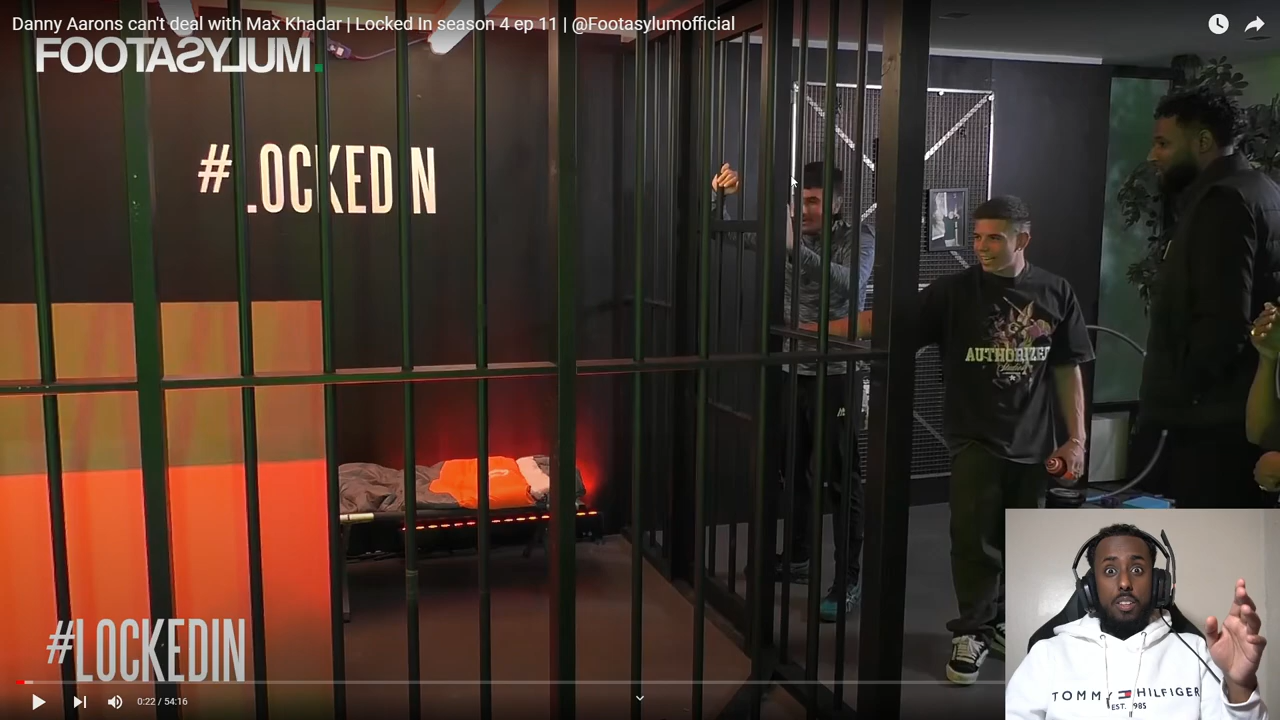 Danny Aarons can't deal with Max Khadar | Locked In season 4 ep 11 | @Footasylumofficial
FOOTASYLUM.
#LOCKEDIN
AUTHORIZED
#LOCKEDIN
0:22 / 54:16
TOMMY HILFIGER
EST. 1985